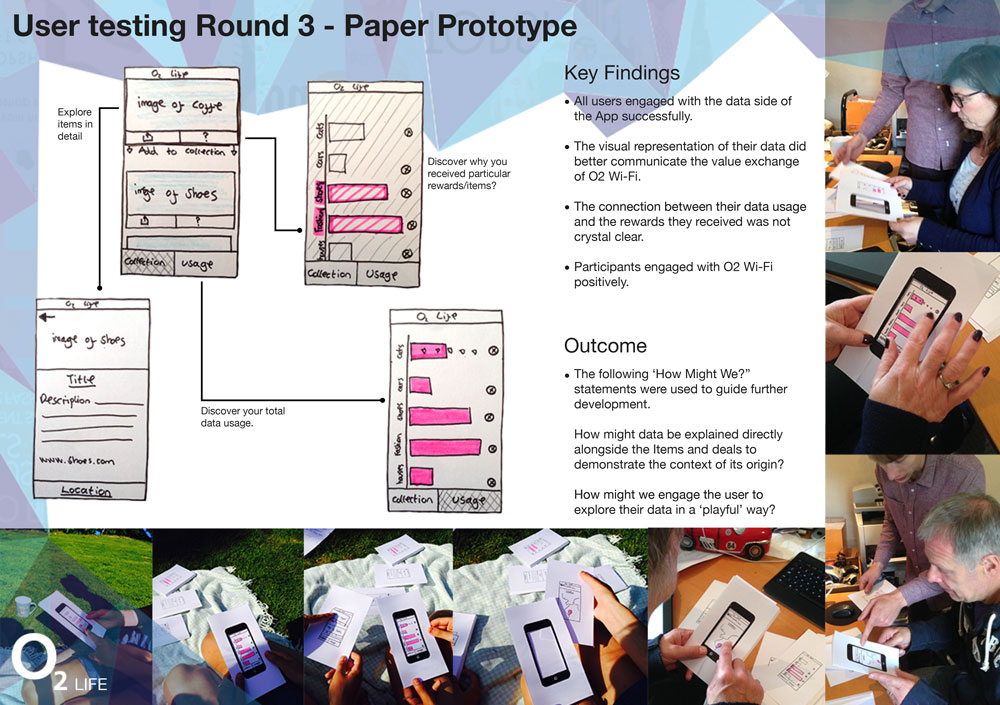 User testing Round 3 - Paper Prototype
Explore
items in
detail
O2 Life
image of Coffe
?
Add to collection
image of Shoes
?
Collection
usage
O2 Life
cats
cars
Shoes
Fashion
houses
Collection
Usage
Discover why you
received particular
rewards/items?
O2 Life
image of Shoes
Title
Description
www.Shoes.com
Location
Discover your total
data usage.
O2 Life
cats
cars
shoes
Fashion
houses
Collection
Usage
Key Findings
• All users engaged with the data side of
the App successfully.
• The visual representation of their data did
better communicate the value exchange
of O2 Wi-Fi.
• The connection between their data usage
and the rewards they received was not
crystal clear.
• Participants engaged with O2 Wi-Fi
positively.
Outcome
• The following ‘How Might We?”
statements were used to guide further
development.
How might data be explained directly
alongside the Items and deals to
demonstrate the context of its origin?
How might we engage the user to
explore their data in a ‘playful’ way?
O2 LIFE